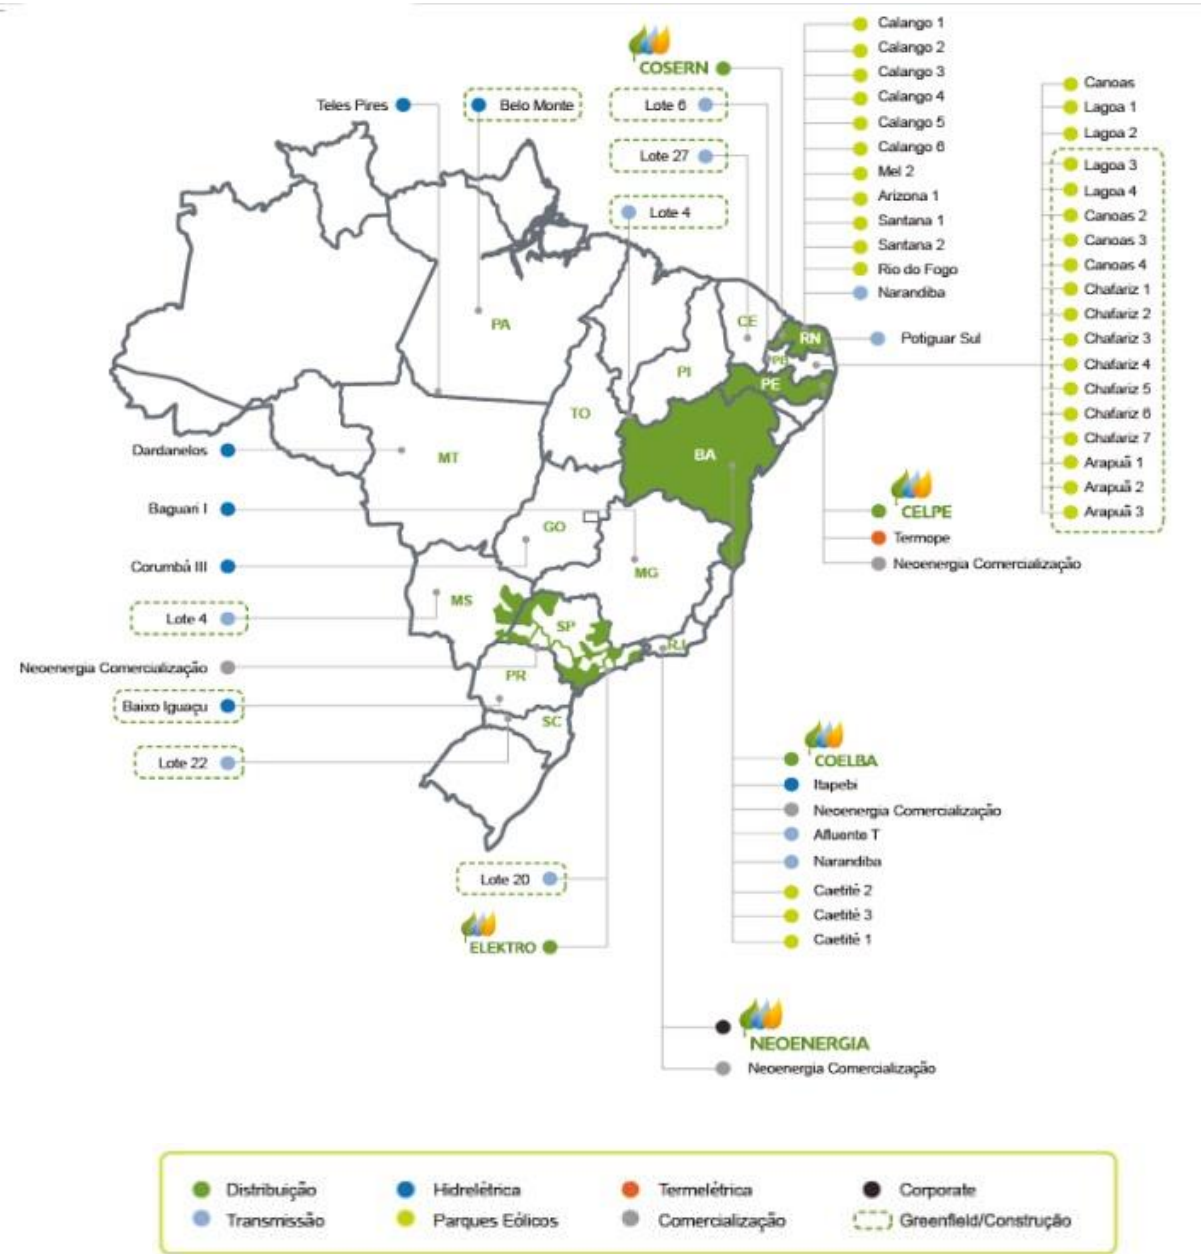 Calango 1
Calango 2
Calango 3
Calango 4
Calango 5
Calango 6
Mel 2
Arizona 1
Santana 1
Santana 2
Rio do Fogo
Narandiba
COSERN
Lote 6
Lote 27
Lote 4
Teles Pires
Belo Monte
Canoas
Lagoa 1
Lagoa 2
Lagoa 3
Lagoa 4
Canoas 2
Canoas 3
Canoas 4
Chafariz 1
Chafariz 2
Chafariz 3
Chafariz 4
Chafariz 5
Chafariz 6
Chafariz 7
Arapuã 1
Arapuã 2
Arapuã 3
Potiguar Sul
PA
CE
RN
PB
PI
PE
TO
BA
MT
GO
MG
MS
SP
RJ
PR
SC
Dardanelos
Baguari I
Corumbá III
Lote 4
Neoenergia Comercialização
Baixo Iguaçu
Lote 22
CELPE
Termope
Neoenergia Comercialização
COELBA
Itapebi
Neoenergia Comercialização
Afluente T
Narandiba
Caetité 2
Caetité 3
Caetité 1
Lote 20
ELEKTRO
NEOENERGIA
Neoenergia Comercialização
Distribuição
Hidrelétrica
Termelétrica
Corporate
Transmissão
Parques Eólicos
Comercialização
Greenfield/Construção